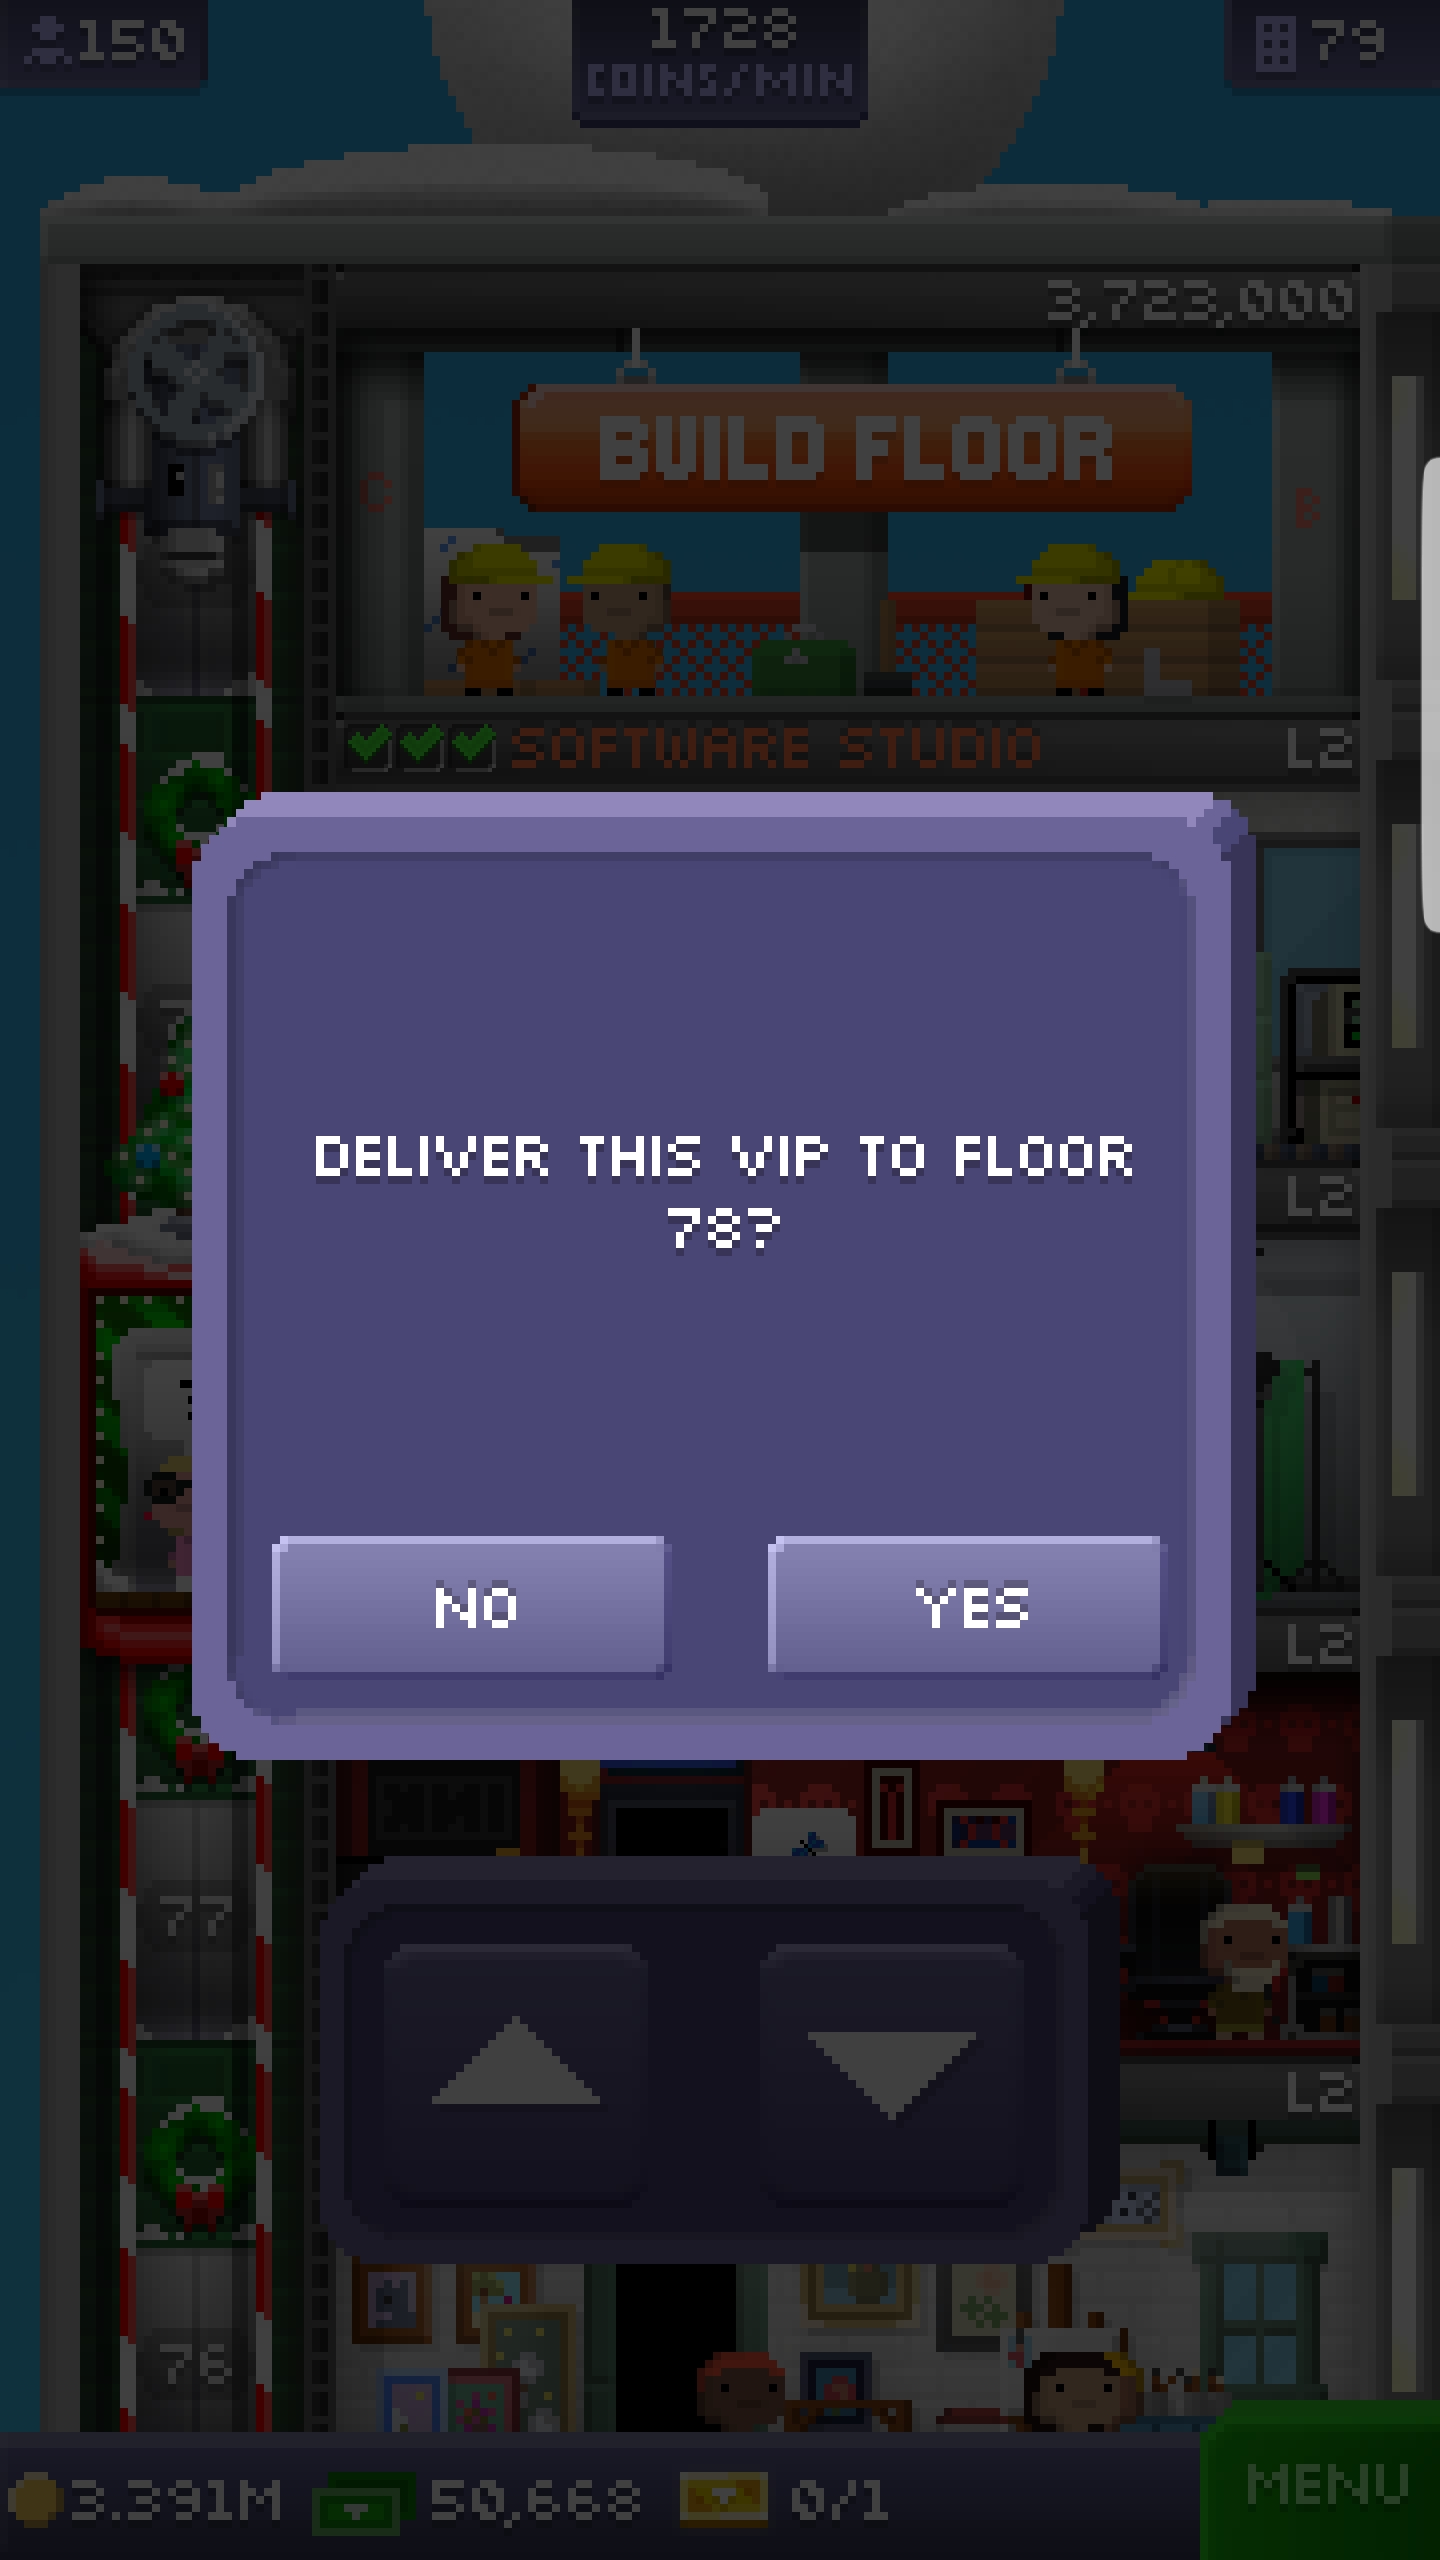 150
1728
COINS/MIN
79
3,723,000
BUILD FLOOR
C
B
SOFTWARE STUDIO
L2
L2
DELIVER THIS VIP TO FLOOR
78?
NO
YES
L2
77
L2
76
3.391M
50,668
0/1
MENU